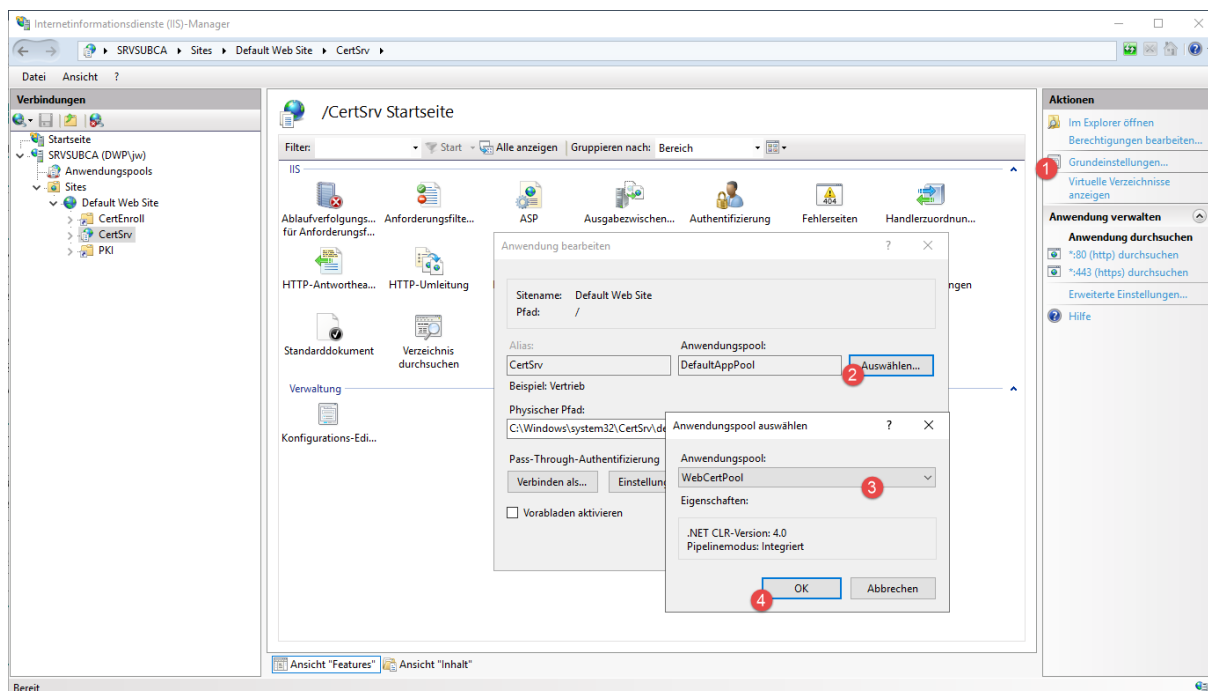 Internetinformationsdienste (IIS)-Manager
SRVSUBCA Sites Default Web Site CertSrv
Datei Ansicht ?
Verbindungen
Startseite
SRVSUBCA (DWP\jw)
Anwendungspools
Sites
Default Web Site
CertEnroll
CertSrv
PKI
/CertSrv Startseite
Filter: Start Alle anzeigen Gruppieren nach: Bereich
IIS
Ablaufverfolgungs... Anforderungsfilte... ASP Ausgabezwischen... Authentifizierung Fehlerseiten Handlerzuordnun...
für Anforderungsf...
404
HTTP-Antworthea... HTTP-Umleitung
ngen
Standarddokument Verzeichnis
durchsuchen
Verwaltung
Konfigurations-Edi...
Anwendung bearbeiten ?
Sitename: Default Web Site
Pfad: /
Alias: Anwendungspool:
CertSrv DefaultAppPool 2 Auswählen...
Beispiel: Vertrieb
Physischer Pfad:
C:\Windows\system32\CertSrv\de
Pass-Through-Authentifizierung
Verbinden als... Einstellun
Vorabladen aktivieren
Anwendungspool auswählen ?
Anwendungspool:
WebCertPool 3
Eigenschaften:
.NET CLR-Version: 4.0
Pipelinemodus: Integriert
4 OK Abbrechen
Aktionen
Im Explorer öffnen
Berechtigungen bearbeiten...
1 Grundeinstellungen...
Virtuelle Verzeichnisse
anzeigen
Anwendung verwalten
Anwendung durchsuchen
*:80 (http) durchsuchen
*:443 (https) durchsuchen
Erweiterte Einstellungen...
Hilfe
Ansicht "Features" Ansicht "Inhalt"
Bereit